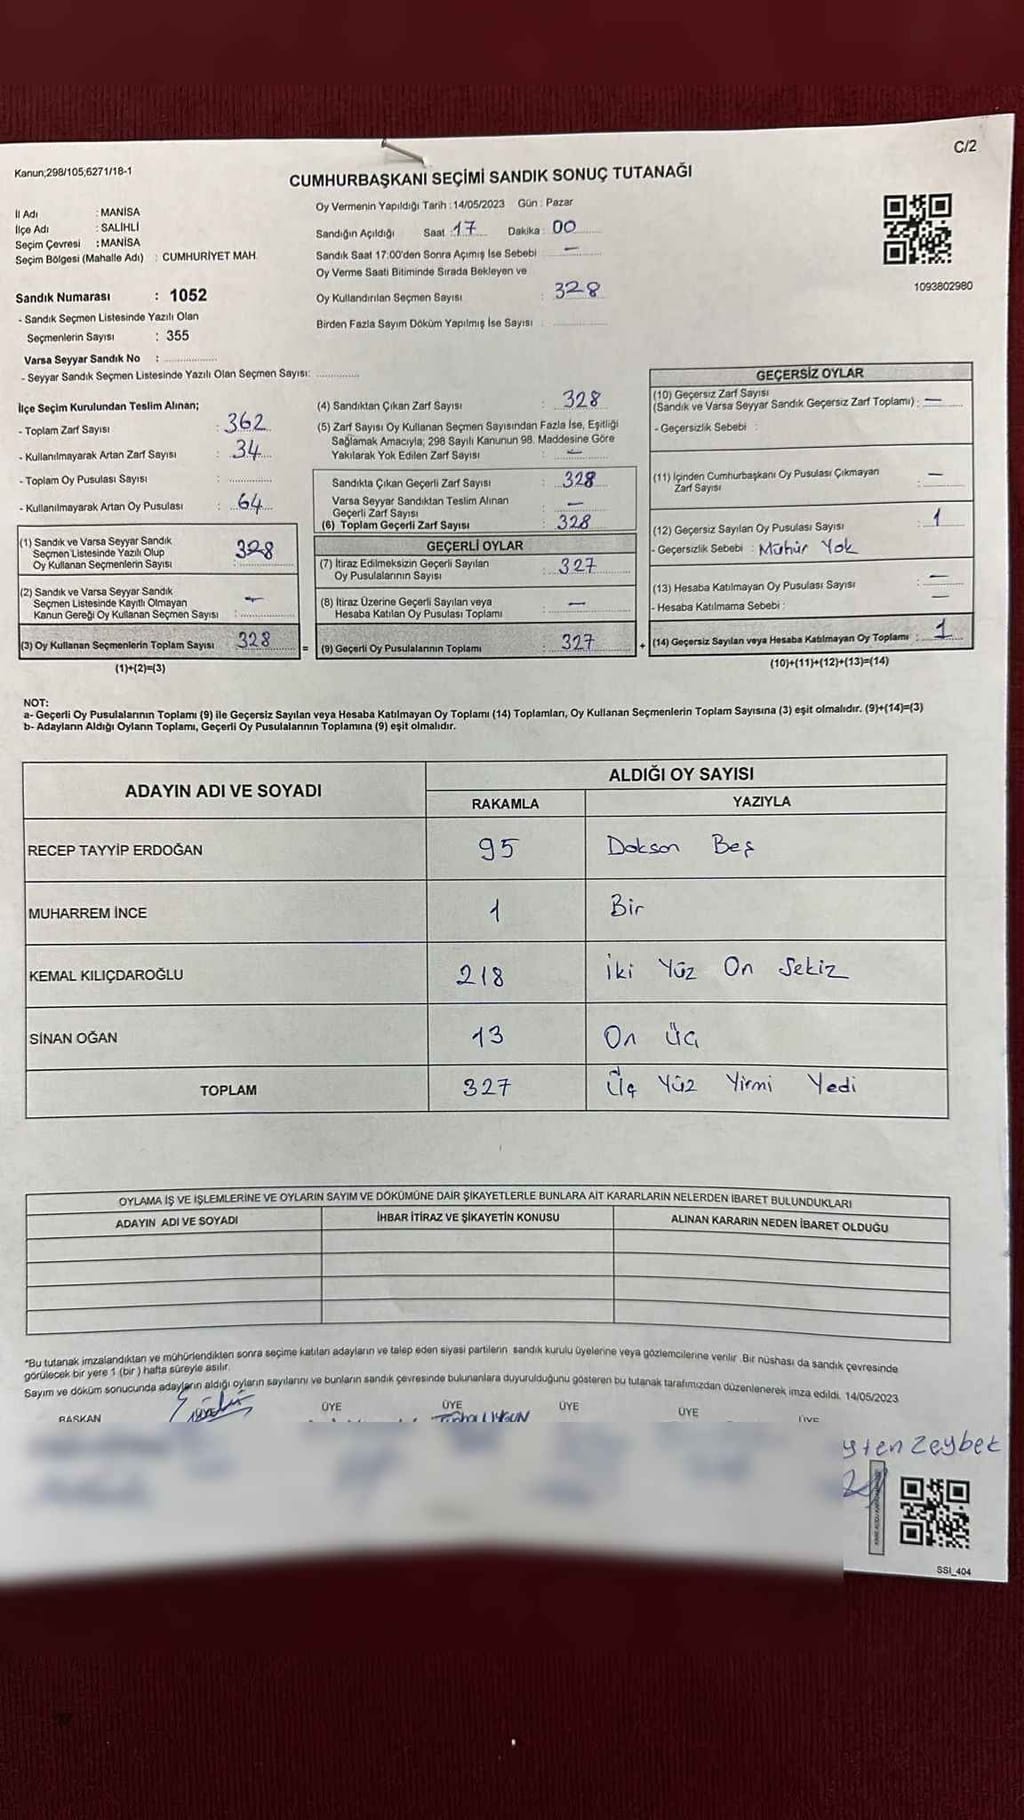 C/2
Kanun;298/105;6271/18-1
CUMHURBAŞKANI SEÇİMİ SANDIK SONUÇ TUTANAĞI
İl Adı : MANİSA
İlçe Adı : SALİHLİ
Seçim Çevresi : MANİSA
Seçim Bölgesi (Mahalle Adı) : CUMHURİYET MAH.
Oy Vermenin Yapıldığı Tarih : 14/05/2023 Gün : Pazar
Sandığın Açıldığı Saat : 17 Dakika : 00
Sandık Saat 17:00'den Sonra Açımış İse Sebebi : —
Oy Verme Saati Bitiminde Sırada Bekleyen ve
Oy Kullandırılan Seçmen Sayısı : 328
Birden Fazla Sayım Döküm Yapılmış İse Sayısı :
1093802980
Sandık Numarası : 1052
- Sandık Seçmen Listesinde Yazılı Olan
Seçmenlerin Sayısı : 355
Varsa Seyyar Sandık No :
- Seyyar Sandık Seçmen Listesinde Yazılı Olan Seçmen Sayısı:
İlçe Seçim Kurulundan Teslim Alınan;
- Toplam Zarf Sayısı : 362
- Kullanılmayarak Artan Zarf Sayısı : 34
- Toplam Oy Pusulası Sayısı :
- Kullanılmayarak Artan Oy Pusulası : 64
(1) Sandık ve Varsa Seyyar Sandık
Seçmen Listesinde Yazılı Olup
Oy Kullanan Seçmenlerin Sayısı : 328
(2) Sandık ve Varsa Seyyar Sandık
Seçmen Listesinde Kayıtlı Olmayan
Kanun Gereği Oy Kullanan Seçmen Sayısı : —
(3) Oy Kullanan Seçmenlerin Toplam Sayısı 328
(1)+(2)=(3)
(4) Sandıktan Çıkan Zarf Sayısı : 328
(5) Zarf Sayısı Oy Kullanan Seçmen Sayısından Fazla İse, Eşitliği
Sağlamak Amacıyla; 298 Sayılı Kanunun 98. Maddesine Göre
Yakılarak Yok Edilen Zarf Sayısı : —
Sandıkta Çıkan Geçerli Zarf Sayısı : 328
Varsa Seyyar Sandıktan Teslim Alınan
Geçerli Zarf Sayısı : —
(6) Toplam Geçerli Zarf Sayısı : 328
GEÇERLİ OYLAR
(7) İtiraz Edilmeksizin Geçerli Sayılan
Oy Pusulalarının Sayısı : 327
(8) İtiraz Üzerine Geçerli Sayılan veya
Hesaba Katılan Oy Pusulası Toplamı : —
= (9) Geçerli Oy Pusulalarının Toplamı : 327
GEÇERSİZ OYLAR
(10) Geçersiz Zarf Sayısı
(Sandık ve Varsa Seyyar Sandık Geçersiz Zarf Toplamı) : —
- Geçersizlik Sebebi :
(11) İçinden Cumhurbaşkanı Oy Pusulası Çıkmayan
Zarf Sayısı : —
(12) Geçersiz Sayılan Oy Pusulası Sayısı : 1
- Geçersizlik Sebebi : Mühür Yok
(13) Hesaba Katılmayan Oy Pusulası Sayısı : —
- Hesaba Katılmama Sebebi : —
+ (14) Geçersiz Sayılan veya Hesaba Katılmayan Oy Toplamı : 1
(10)+(11)+(12)+(13)=(14)
NOT:
a- Geçerli Oy Pusulalarının Toplamı (9) ile Geçersiz Sayılan veya Hesaba Katılmayan Oy Toplamı (14) Toplamları, Oy Kullanan Seçmenlerin Toplam Sayısına (3) eşit olmalıdır. (9)+(14)=(3)
b- Adayların Aldığı Oyların Toplamı, Geçerli Oy Pusulalarının Toplamına (9) eşit olmalıdır.
ADAYIN ADI VE SOYADI
ALDIĞI OY SAYISI
RAKAMLA YAZIYLA
RECEP TAYYİP ERDOĞAN 95 Dokson Beş
MUHARREM İNCE 1 Bir
KEMAL KILIÇDAROĞLU 218 İki Yüz On Sekiz
SİNAN OĞAN 13 On Üç
TOPLAM 327 Üç Yüz Yirmi Yedi
OYLAMA İŞ VE İŞLEMLERİNE VE OYLARIN SAYIM VE DÖKÜMÜNE DAİR ŞİKAYETLERLE BUNLARA AİT KARARLARIN NELERDEN İBARET BULUNDUKLARI
ADAYIN ADI VE SOYADI İHBAR İTİRAZ VE ŞİKAYETİN KONUSU ALINAN KARARIN NEDEN İBARET OLDUĞU
*Bu tutanak imzalandıktan ve mühürlendikten sonra seçime katılan adayların ve talep eden siyasi partilerin sandık kurulu üyelerine veya gözlemcilerine verilir. Bir nüshası da sandık çevresinde
görülecek bir yere 1 (bir) hafta süreyle asılır.
Sayım ve döküm sonucunda adayların aldığı oyların sayılarını ve bunların sandık çevresinde bulunanlara duyurulduğunu gösteren bu tutanak tarafımızdan düzenlenerek imza edildi. 14/05/2023
BAŞKAN ÜYE ÜYE ÜYE ÜYE ÜYE
Zeybek
SSI_404